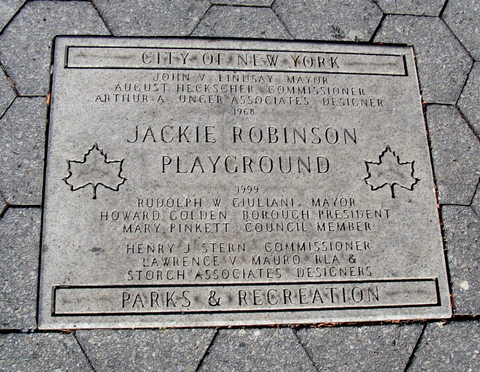 CITY OF NEW YORK
JOHN V. LINDSAY, MAYOR
AUGUST HECKSCHER, COMMISSIONER
ARTHUR A. UNGER ASSOCIATES, DESIGNER
1968
JACKIE ROBINSON
PLAYGROUND
1999
RUDOLPH W. GIULIANI, MAYOR
HOWARD GOLDEN, BOROUGH PRESIDENT
MARY PINKETT, COUNCIL MEMBER
HENRY J. STERN, COMMISSIONER
LAWRENCE V. MAURO, RLA &
STORCH ASSOCIATES, DESIGNERS
PARKS & RECREATION